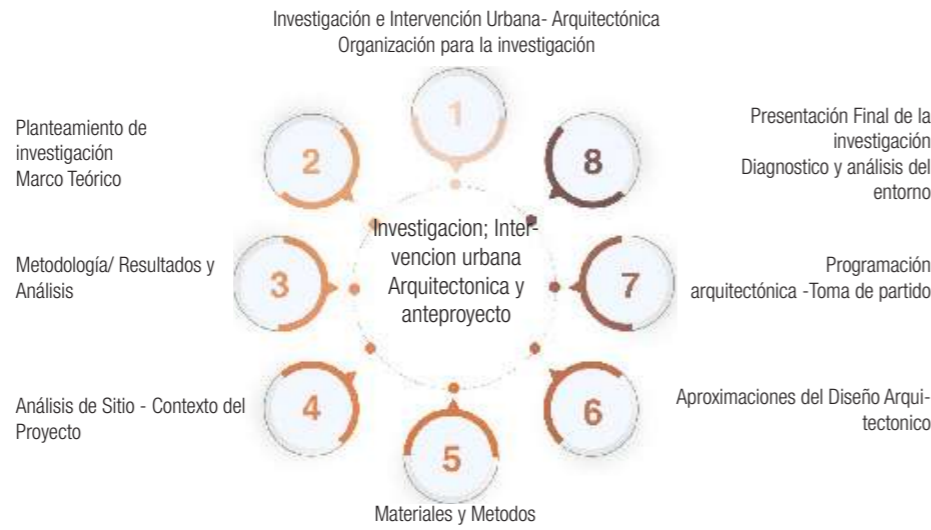 Investigación e Intervención Urbana- Arquitectónica
Organización para la investigación
1
2
Planteamiento de
investigación
Marco Teórico
3
Metodología/ Resultados y
Análisis
4
Análisis de Sitio - Contexto del
Proyecto
5
Materiales y Metodos
6
Aproximaciones del Diseño Arqui-
tectonico
7
Programación
arquitectónica -Toma de partido
8
Presentación Final de la
investigación
Diagnostico y análisis del
entorno
Investigacion; Inter-
vencion urbana
Arquitectonica y
anteproyecto